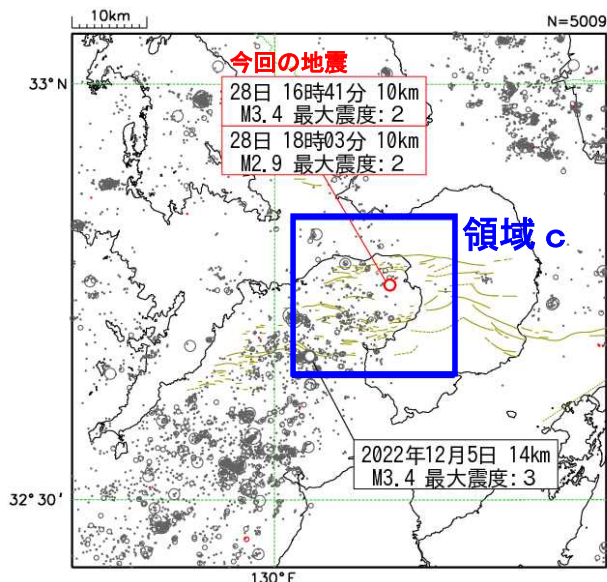 10km
N=5009
33°N
今回の地震
28日 16時41分 10km
M3.4 最大震度:2
28日 18時03分 10km
M2.9 最大震度:2
領域 c
2022年12月5日 14km
M3.4 最大震度:3
32°30'
130°E